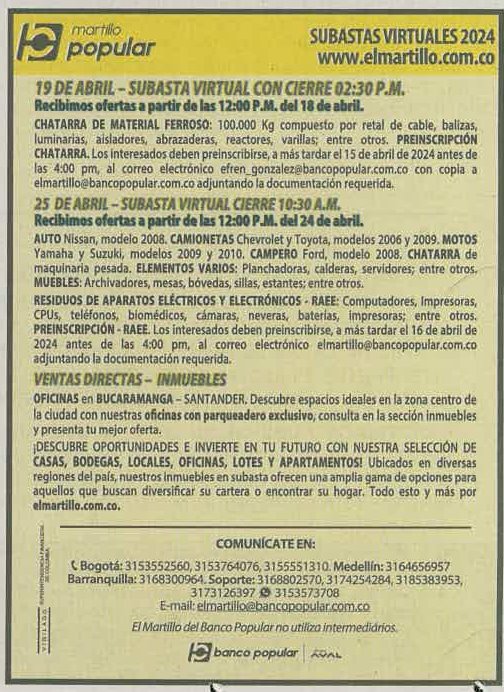 martillo
popular
SUBASTAS VIRTUALES 2024
www.elmartillo.com.co
19 DE ABRIL – SUBASTA VIRTUAL CON CIERRE 02:30 P.M.
Recibimos ofertas a partir de las 12:00 P.M. del 18 de abril.
CHATARRA DE MATERIAL FERROSO: 100.000 Kg compuesto por retal de cable, balizas,
luminarias, aisladores, abrazaderas, reactores, varillas; entre otros. PREINSCRIPCIÓN
CHATARRA. Los interesados deben preinscribirse, a más tardar el 15 de abril de 2024 antes de
las 4:00 pm, al correo electrónico efren_gonzalez@bancopopular.com.co con copia a
elmartillo@bancopopular.com.co adjuntando la documentación requerida.
25 DE ABRIL – SUBASTA VIRTUAL CIERRE 10:30 A.M.
Recibimos ofertas a partir de las 12:00 P.M. del 24 de abril.
AUTO Nissan, modelo 2008. CAMIONETAS Chevrolet y Toyota, modelos 2006 y 2009. MOTOS
Yamaha y Suzuki, modelos 2009 y 2010. CAMPERO Ford, modelo 2008. CHATARRA de
maquinaria pesada. ELEMENTOS VARIOS: Planchadoras, calderas, servidores; entre otros.
MUEBLES: Archivadores, mesas, bóvedas, sillas, estantes; entre otros.
RESIDUOS DE APARATOS ELÉCTRICOS Y ELECTRÓNICOS - RAEE: Computadores, Impresoras,
CPUs, teléfonos, biomédicos, cámaras, neveras, baterías, impresoras; entre otros.
PREINSCRIPCIÓN - RAEE. Los interesados deben preinscribirse, a más tardar el 16 de abril de
2024 antes de las 4:00 pm, al correo electrónico elmartillo@bancopopular.com.co
adjuntando la documentación requerida.
VENTAS DIRECTAS – INMUEBLES
OFICINAS en BUCARAMANGA – SANTANDER. Descubre espacios ideales en la zona centro de
la ciudad con nuestras oficinas con parqueadero exclusivo, consulta en la sección inmuebles
y presenta tu mejor oferta.
¡DESCUBRE OPORTUNIDADES E INVIERTE EN TU FUTURO CON NUESTRA SELECCIÓN DE
CASAS, BODEGAS, LOCALES, OFICINAS, LOTES Y APARTAMENTOS! Ubicados en diversas
regiones del país, nuestros inmuebles en subasta ofrecen una amplia gama de opciones para
aquellos que buscan diversificar su cartera o encontrar su hogar. Todo esto y más por
elmartillo.com.co.
VIGILADO SUPERINTENDENCIA FINANCIERA
DE COLOMBIA
COMUNÍCATE EN:
Bogotá: 3153552560, 3153764076, 3155551310. Medellín: 3164656957
Barranquilla: 3168300964. Soporte: 3168802570, 3174254284, 3185383953,
3173126397 3153573708
E-mail: elmartillo@bancopopular.com.co
El Martillo del Banco Popular no utiliza intermediários.
banco popular
AVAL